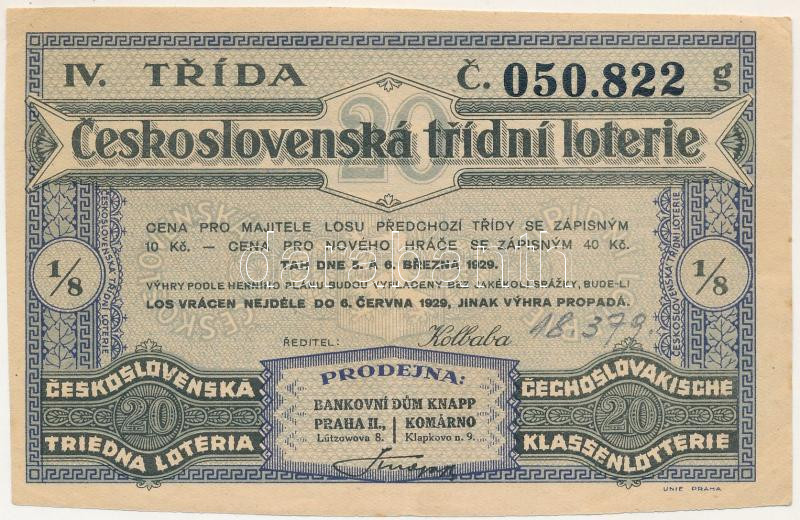 IV. TŘÍDA Č. 050.822 g
20
Československá třídní loterie
CENA PRO MAJITELE LOSU PŘEDCHOZÍ TŘÍDY SE ZÁPISNÝM
10 Kč. — CENA PRO NOVÉHO HRÁČE SE ZÁPISNÝM 40 Kč.
TAH DNE 5. A 6. BŘEZNA 1929.
VÝHRY PODLE HERNÍHO PLÁNU BUDOU VYPLACENY BEZ JAKÉKOLI SRÁŽKY, BUDE-LI
LOS VRÁCEN NEJDÉLE DO 6. ČERVNA 1929, JINAK VÝHRA PROPADÁ.
1/8
1/8
ČESKOSLOVENSKÁ TŘÍDNÍ LOTERIE
ČESKOSLOVENSKÁ TŘÍDNÍ LOTERIE
ŘEDITEL: Kolbaba 18.379.
ČESKOSLOVENSKÁ
20
TRIEDNA LOTERIA
PRODEJNA:
BANKOVNÍ DŮM KNAPP
PRAHA II., KOMÁRNO
Lützowova 8. Klapkovo n. 9.
ČECHOSLOVAKISCHE
20
KLASSENLOTTERIE
UNIE PRAHA